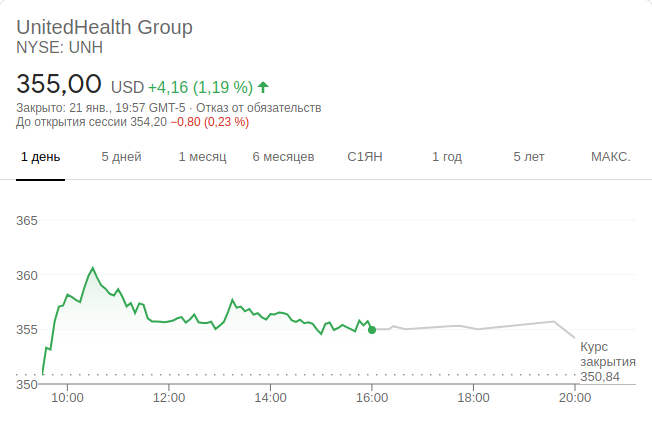 UnitedHealth Group
NYSE: UNH
355,00 USD +4,16 (1,19 %)
Закрыто: 21 янв., 19:57 GMT-5 · Отказ от обязательств
До открытия сессии 354,20 −0,80 (0,23 %)
1 день 5 дней 1 месяц 6 месяцев С1ЯН 1 год 5 лет МАКС.
365
360
355
350
Курс
закрытия
350,84
10:00 12:00 14:00 16:00 18:00 20:00